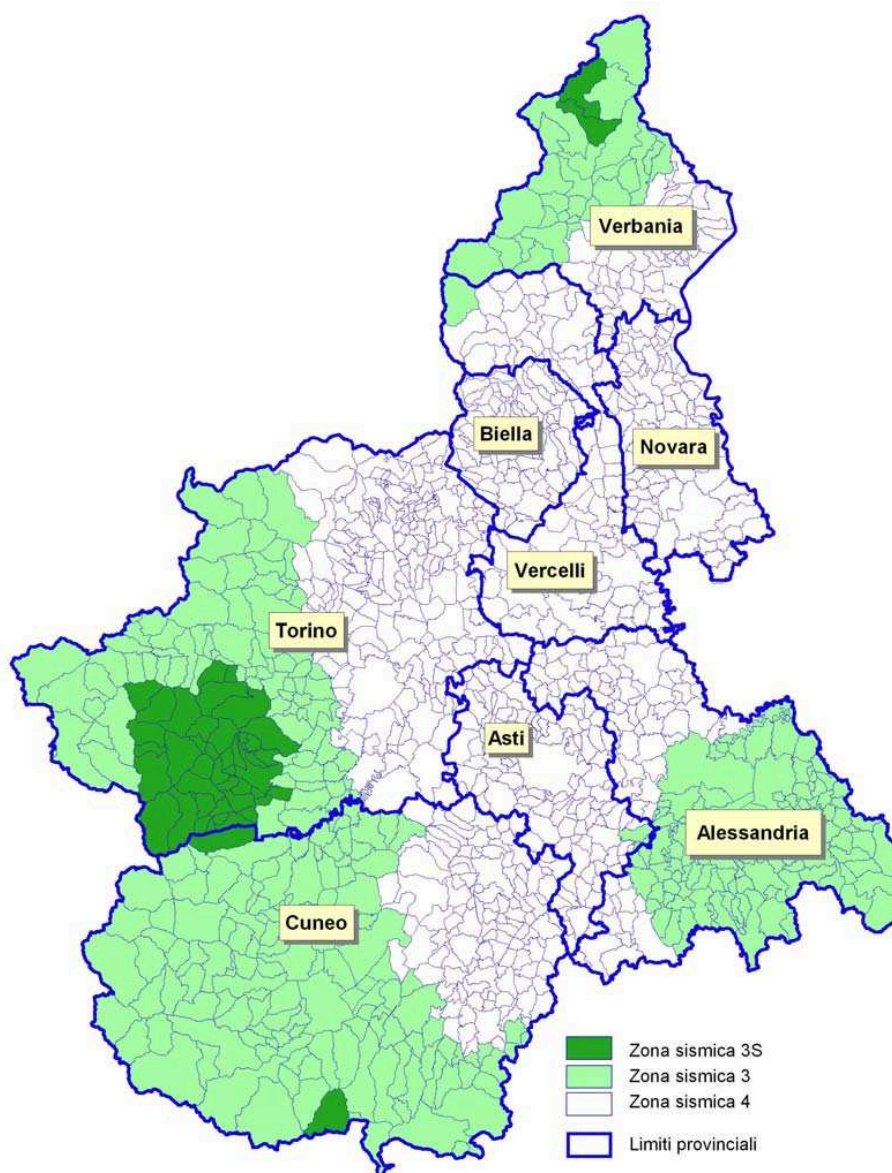 Verbania
Biella
Novara
Vercelli
Torino
Asti
Alessandria
Cuneo
Zona sismica 3S
Zona sismica 3
Zona sismica 4
Limiti provinciali